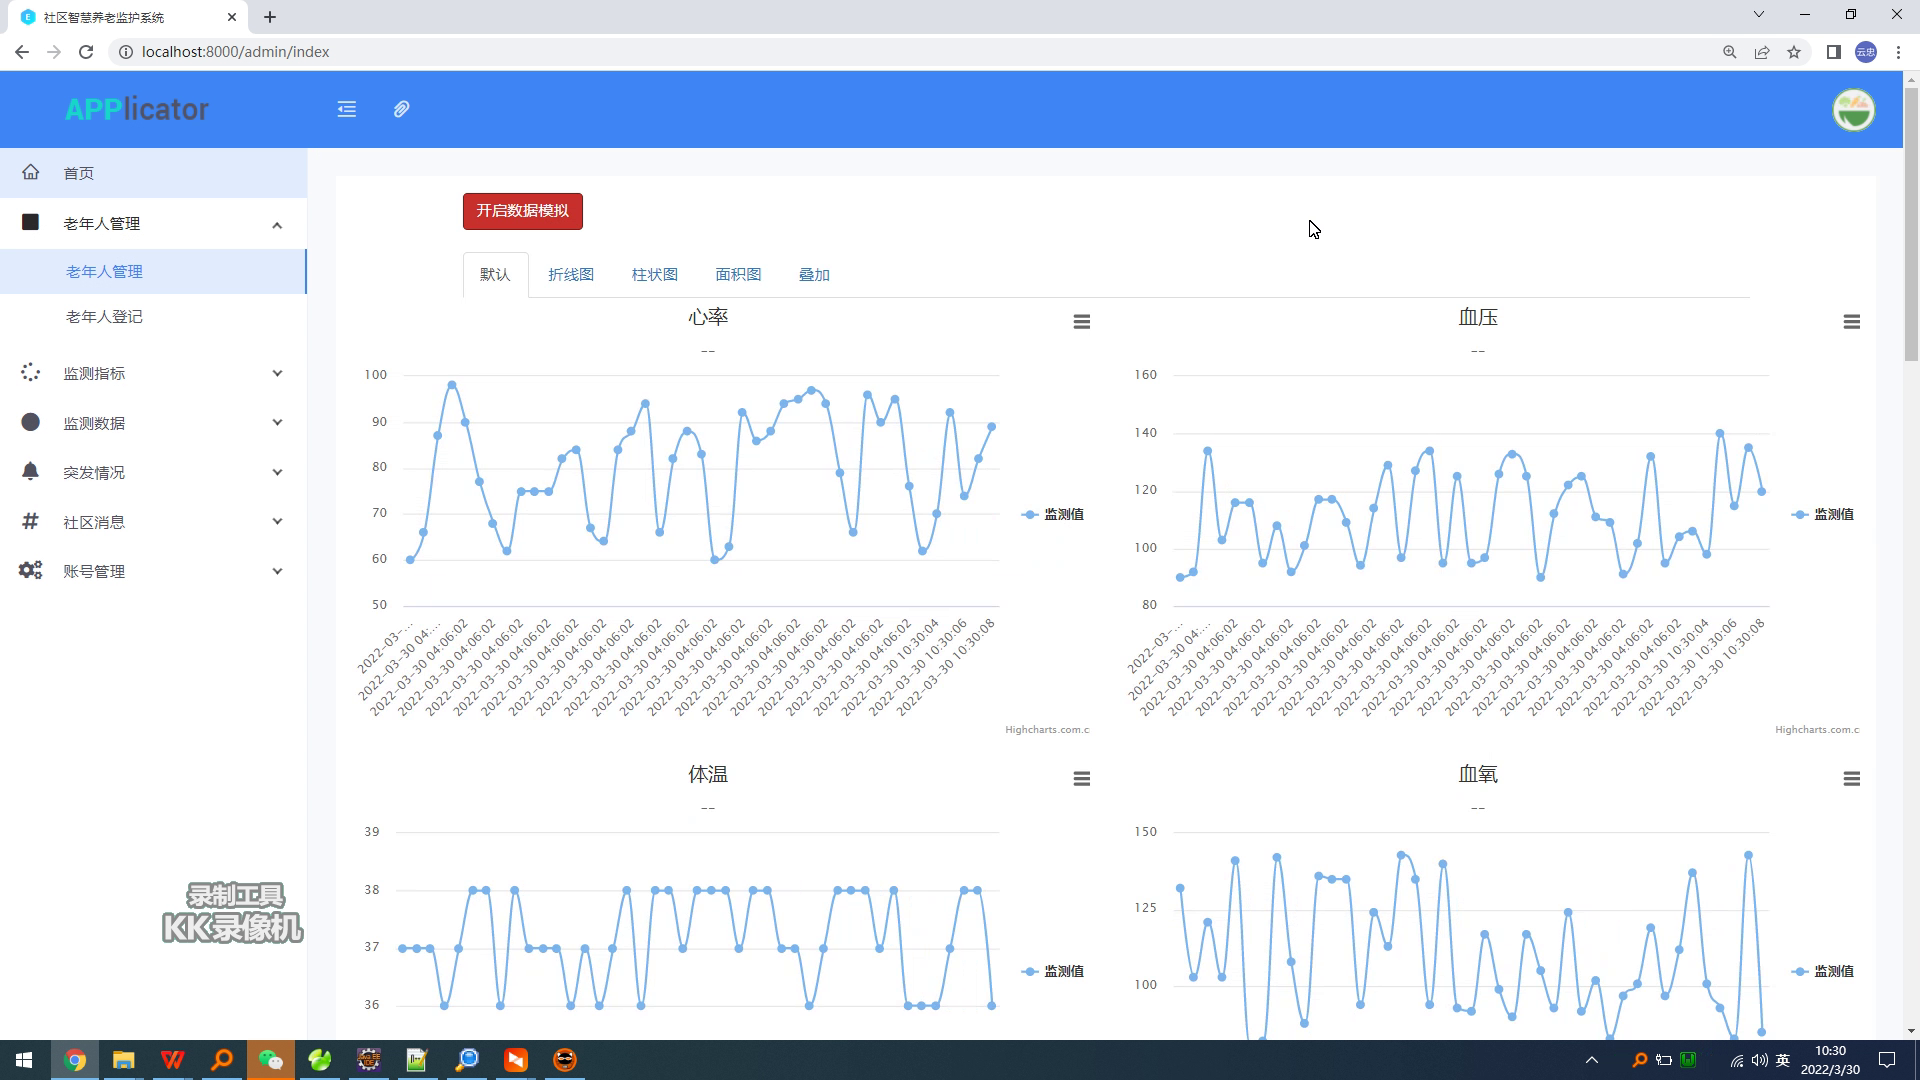 社区智慧养老监护系统
localhost:8000/admin/index
云忠
APPlicator
首页
老年人管理
老年人管理
老年人登记
监测指标
监测数据
突发情况
社区消息
账号管理
开启数据模拟
默认 折线图 柱状图 面积图 叠加
心率
--
100
90
80
70
60
50
监测值
2022-03-... 2022-03-30 04:... 2022-03-30 04:06:02 2022-03-30 04:06:02 2022-03-30 04:06:02 2022-03-30 04:06:02 2022-03-30 04:06:02 2022-03-30 04:06:02 2022-03-30 04:06:02 2022-03-30 04:06:02 2022-03-30 04:06:02 2022-03-30 04:06:02 2022-03-30 04:06:02 2022-03-30 04:06:02 2022-03-30 04:06:02 2022-03-30 04:06:02 2022-03-30 04:06:02 2022-03-30 04:06:02 2022-03-30 04:06:02 2022-03-30 10:30:04 2022-03-30 10:30:06 2022-03-30 10:30:08
Highcharts.com.c
血压
--
160
140
120
100
80
监测值
2022-03-... 2022-03-30 04:... 2022-03-30 04:06:02 2022-03-30 04:06:02 2022-03-30 04:06:02 2022-03-30 04:06:02 2022-03-30 04:06:02 2022-03-30 04:06:02 2022-03-30 04:06:02 2022-03-30 04:06:02 2022-03-30 04:06:02 2022-03-30 04:06:02 2022-03-30 04:06:02 2022-03-30 04:06:02 2022-03-30 04:06:02 2022-03-30 04:06:02 2022-03-30 04:06:02 2022-03-30 04:06:02 2022-03-30 04:06:02 2022-03-30 10:30:04 2022-03-30 10:30:06 2022-03-30 10:30:08
Highcharts.com.c
体温
--
39
38
37
36
监测值
血氧
--
150
125
100
监测值
录制工具
KK录像机
英
10:30
2022/3/30